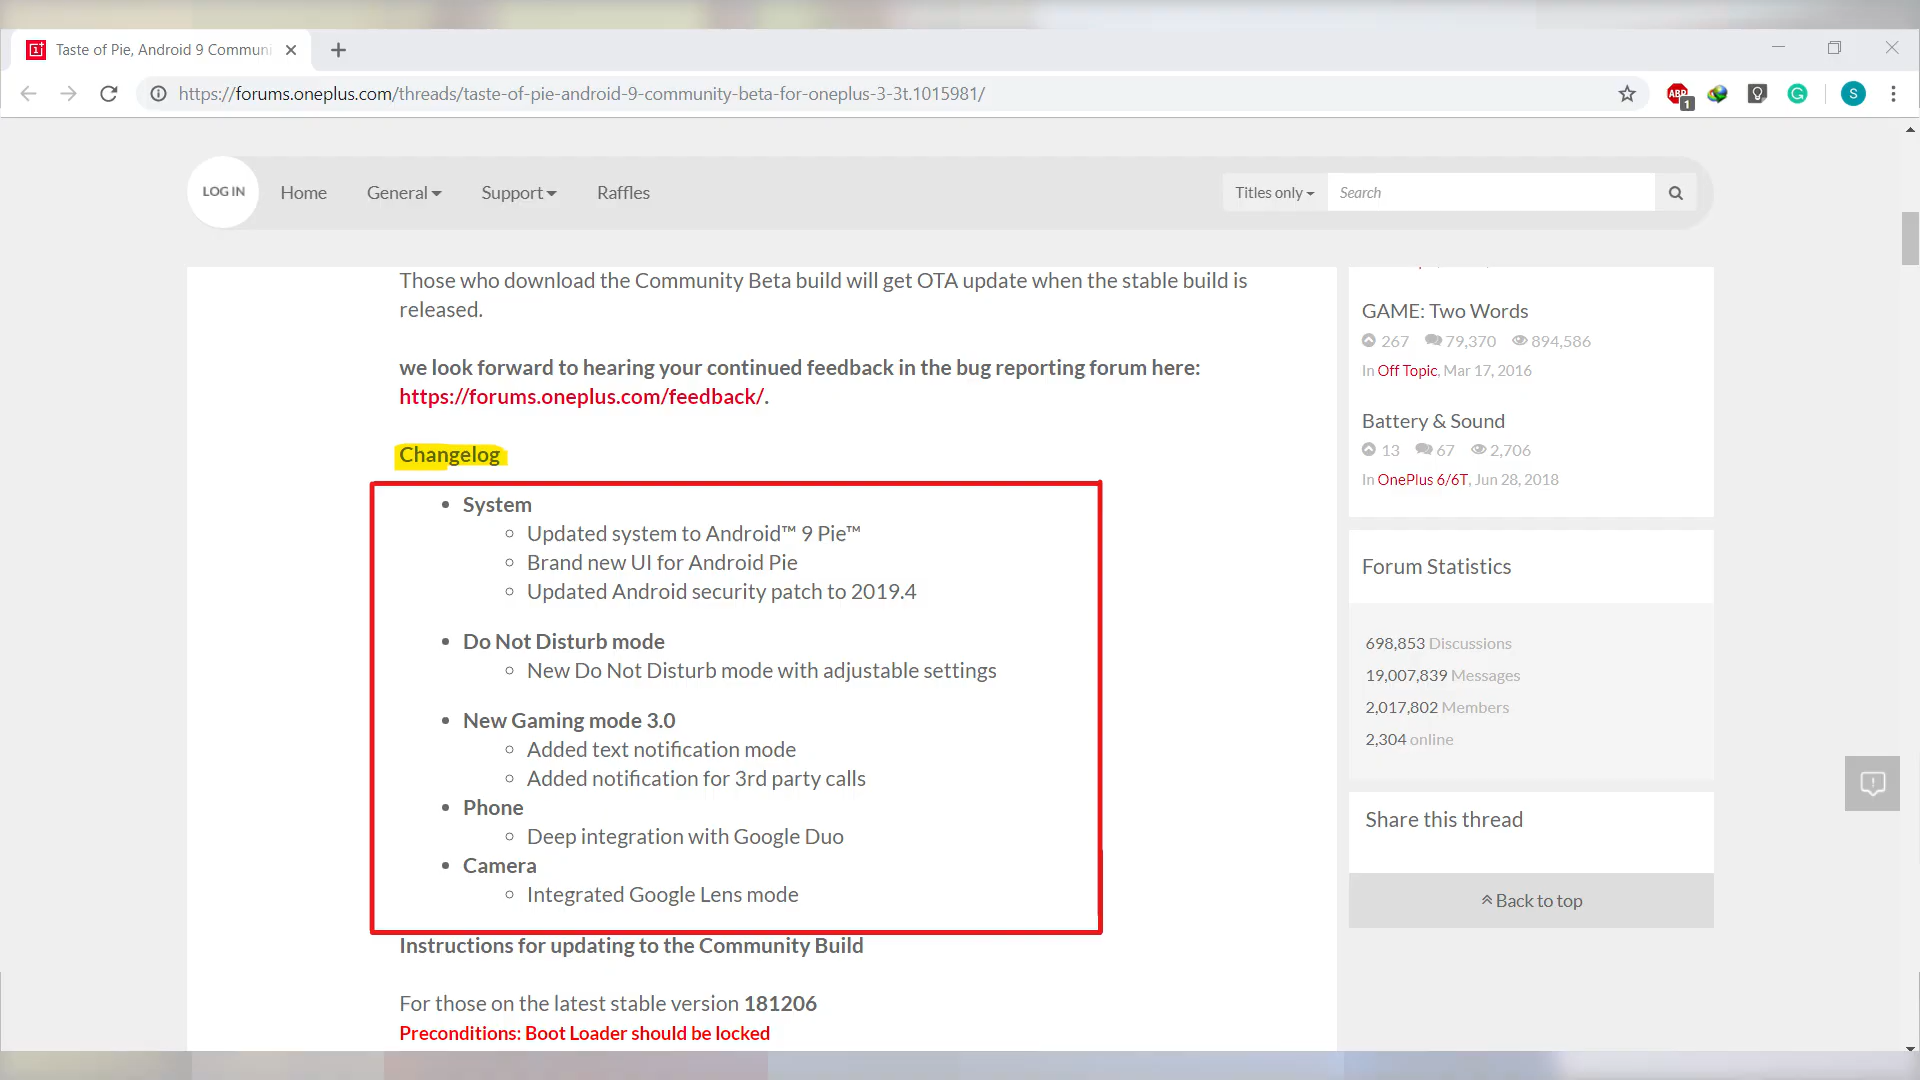 Taste of Pie, Android 9 Communi
https://forums.oneplus.com/threads/taste-of-pie-android-9-community-beta-for-oneplus-3-3t.1015981/
ABP
1
G
S
LOG IN
Home
General
Support
Raffles
Titles only
Search
Those who download the Community Beta build will get OTA update when the stable build is
released.
we look forward to hearing your continued feedback in the bug reporting forum here:
https://forums.oneplus.com/feedback/.
Changelog
• System
◦ Updated system to Android™ 9 Pie™
◦ Brand new UI for Android Pie
◦ Updated Android security patch to 2019.4
• Do Not Disturb mode
◦ New Do Not Disturb mode with adjustable settings
• New Gaming mode 3.0
◦ Added text notification mode
◦ Added notification for 3rd party calls
• Phone
◦ Deep integration with Google Duo
• Camera
◦ Integrated Google Lens mode
Instructions for updating to the Community Build
For those on the latest stable version 181206
Preconditions: Boot Loader should be locked
GAME: Two Words
267 79,370 894,586
In Off Topic, Mar 17, 2016
Battery & Sound
13 67 2,706
In OnePlus 6/6T, Jun 28, 2018
Forum Statistics
698,853 Discussions
19,007,839 Messages
2,017,802 Members
2,304 online
Share this thread
Back to top